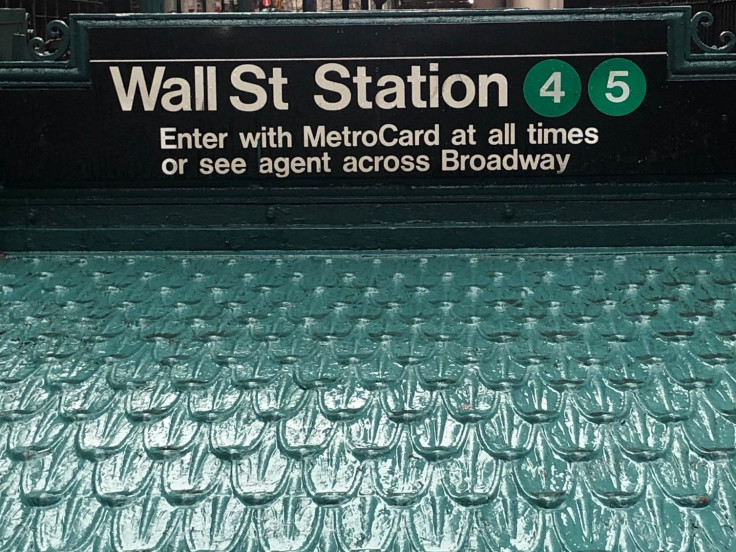 Wall St Station 4 5
Enter with MetroCard at all times
or see agent across Broadway